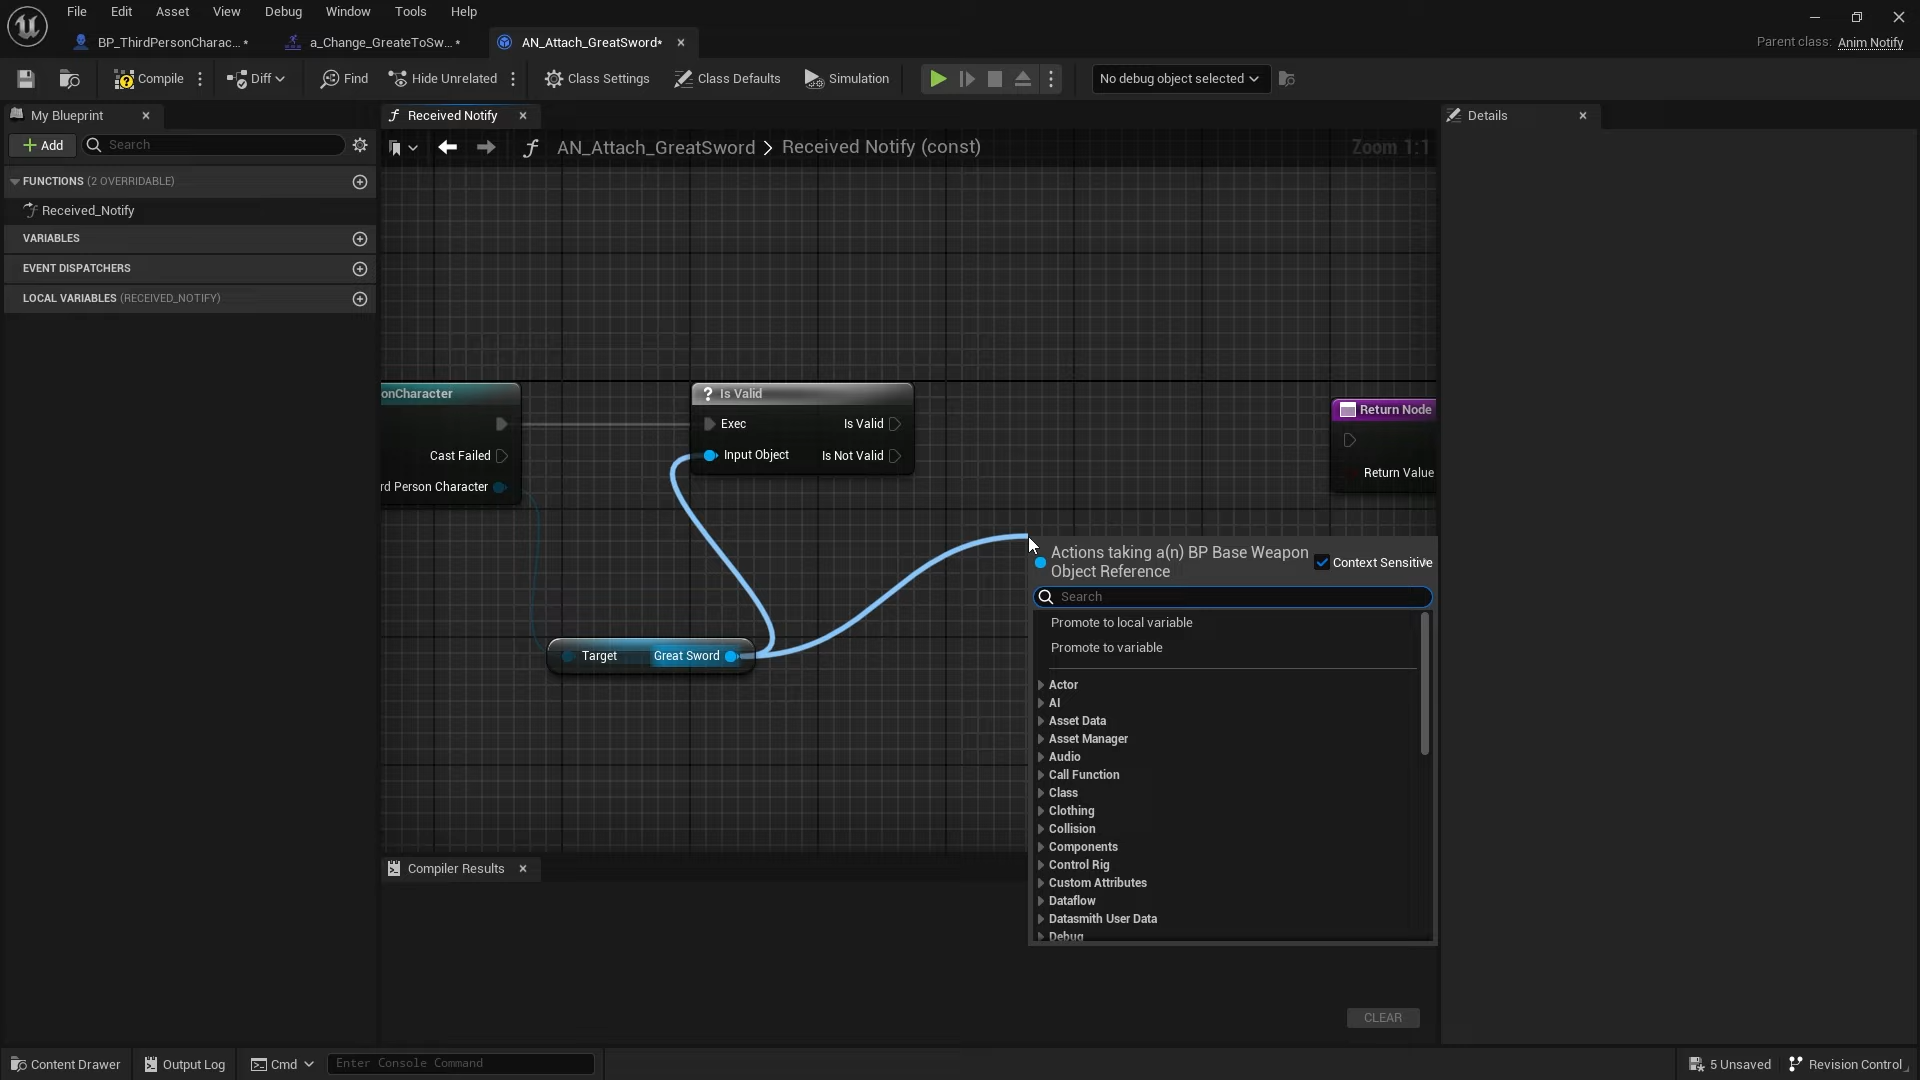 File Edit Asset View Debug Window Tools Help
BP_ThirdPersonCharac... •
a_Change_GreateToSw... •
AN_Attach_GreatSword•
Parent class: Anim Notify
Compile
Diff
Find
Hide Unrelated
Class Settings
Class Defaults
Simulation
No debug object selected
My Blueprint
Received Notify
Details
Add
Search
AN_Attach_GreatSword > Received Notify (const)
Zoom 1:1
FUNCTIONS (2 OVERRIDABLE)
Received_Notify
VARIABLES
EVENT DISPATCHERS
LOCAL VARIABLES (RECEIVED_NOTIFY)
onCharacter
Cast Failed
rd Person Character
Is Valid
Exec
Is Valid
Input Object
Is Not Valid
Return Node
Return Value
Target
Great Sword
Actions taking a(n) BP Base Weapon
Object Reference
Context Sensitive
Search
Promote to local variable
Promote to variable
Actor
AI
Asset Data
Asset Manager
Audio
Call Function
Class
Clothing
Collision
Components
Control Rig
Custom Attributes
Dataflow
Datasmith User Data
Debug
Compiler Results
CLEAR
Content Drawer
Output Log
Cmd
Enter Console Command
5 Unsaved
Revision Control